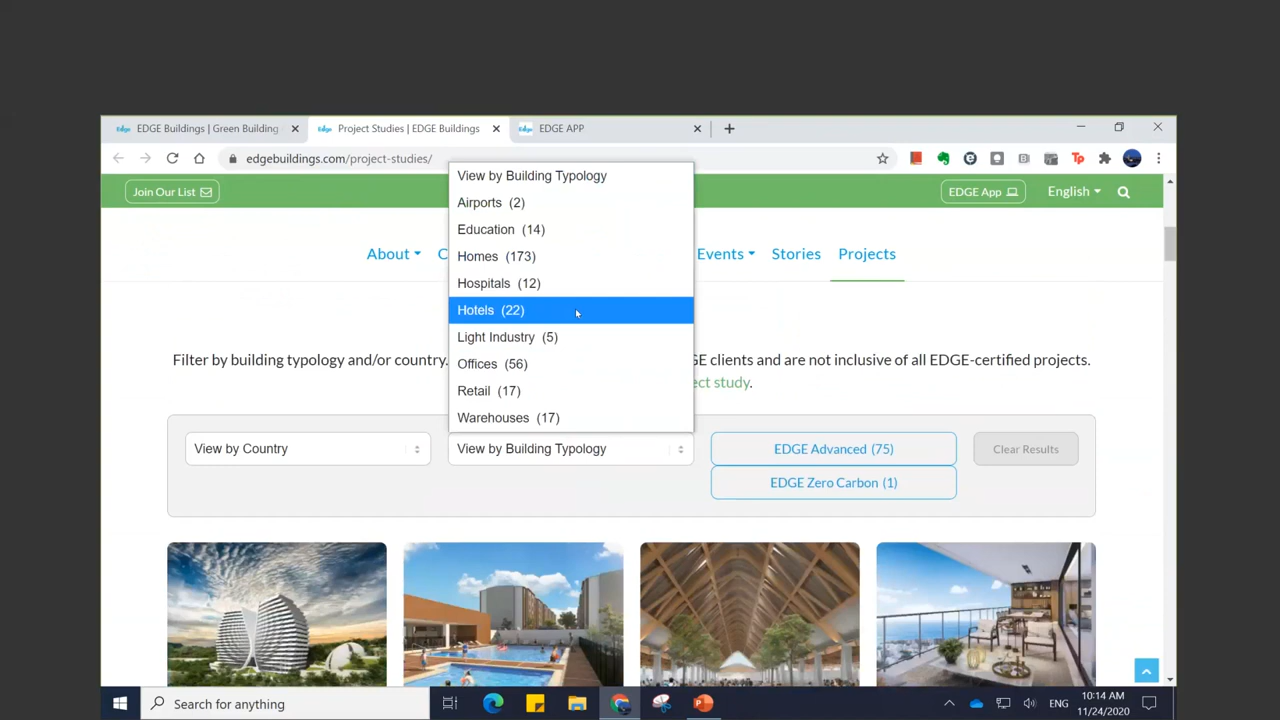 Edge EDGE Buildings | Green Building
Edge Project Studies | EDGE Buildings
Edge EDGE APP
edgebuildings.com/project-studies/
Join Our List
EDGE App
English
About
C
Events
Stories
Projects
View by Building Typology
Airports (2)
Education (14)
Homes (173)
Hospitals (12)
Hotels (22)
Light Industry (5)
Offices (56)
Retail (17)
Warehouses (17)
Filter by building typology and/or country. GE clients and are not inclusive of all EDGE-certified projects.
ect study.
View by Country
View by Building Typology
EDGE Advanced (75)
EDGE Zero Carbon (1)
Clear Results
Search for anything
ENG
10:14 AM
11/24/2020